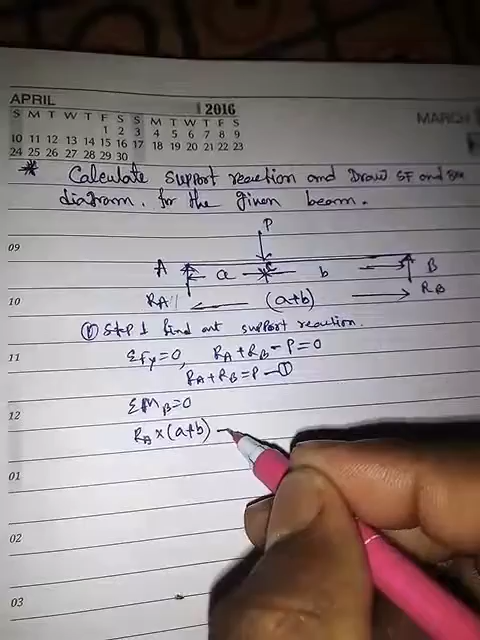 APRIL
2016
MARCH
S M T W T F S S M T W T F S
1 2 3 4 5 6 7 8 9
10 11 12 13 14 15 16 17 18 19 20 21 22 23
24 25 26 27 28 29 30
* Calculate support reaction and Draw SF and BM
diagram. for the given beam.
P
09
A a C b B
RA (a+b) RB
10
① Step 1 find out support reaction.
11
ΣFy=0, RA+RB-P=0
RA+RB=P-①
12
ΣMB=0
RA×(a+b) -
01
02
03